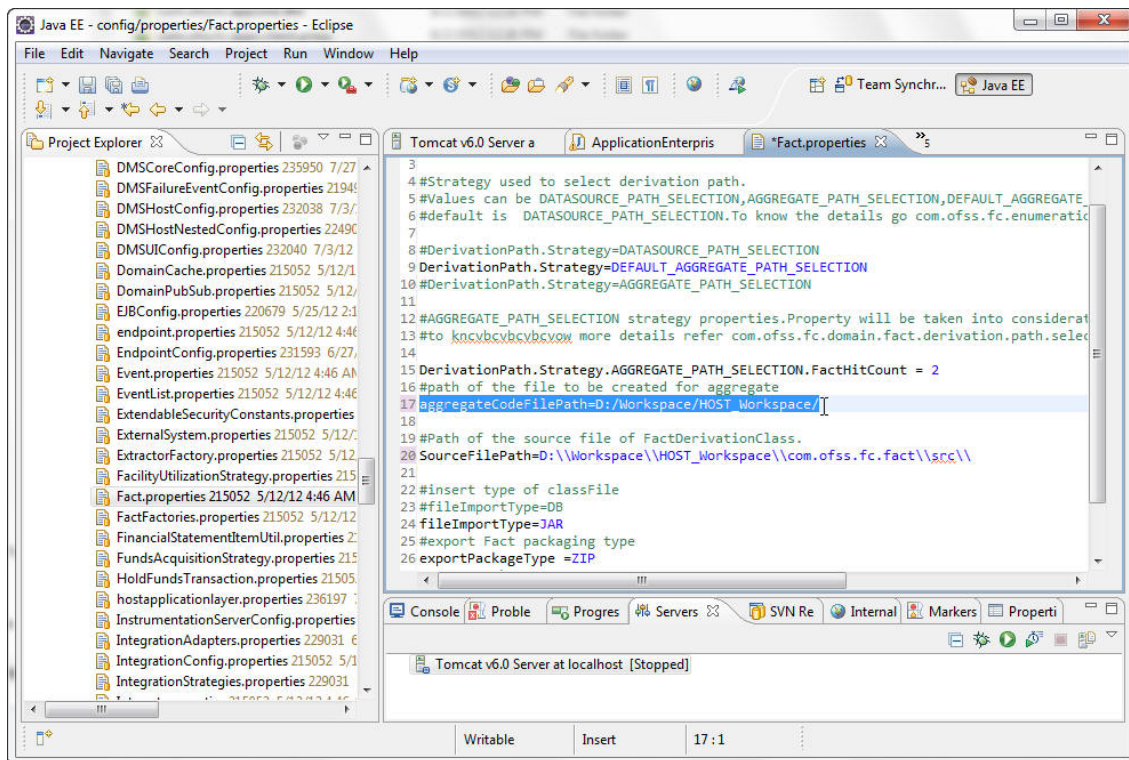 Java EE - config/properties/Fact.properties - Eclipse
File Edit Navigate Search Project Run Window Help
Team Synchr... Java EE
Project Explorer
DMSCoreConfig.properties 235950 7/27
DMSFailureEventConfig.properties 21949
DMSHostConfig.properties 232038 7/3/
DMSHostNestedConfig.properties 22490
DMSUIConfig.properties 232040 7/3/12
DomainCache.properties 215052 5/12/1
DomainPubSub.properties 215052 5/12/
EJBConfig.properties 220679 5/25/12 2:1
endpoint.properties 215052 5/12/12 4:46
EndpointConfig.properties 231593 6/27/
Event.properties 215052 5/12/12 4:46 AM
EventList.properties 215052 5/12/12 4:46
ExtendableSecurityConstants.properties
ExternalSystem.properties 215052 5/12/
ExtractorFactory.properties 215052 5/12
FacilityUtilizationStrategy.properties 215
Fact.properties 215052 5/12/12 4:46 AM
FactFactories.properties 215052 5/12/12
FinancialStatementItemUtil.properties 2
FundsAcquisitionStrategy.properties 215
HoldFundsTransaction.properties 21505
hostapplicationlayer.properties 236197
InstrumentationServerConfig.properties
IntegrationAdapters.properties 229031 6
IntegrationConfig.properties 215052 5/1
IntegrationStrategies.properties 229031
Tomcat v6.0 Server a ApplicationEnterpris *Fact.properties »5
3
4 #Strategy used to select derivation path.
5 #Values can be DATASOURCE_PATH_SELECTION,AGGREGATE_PATH_SELECTION,DEFAULT_AGGREGATE_
6 #default is DATASOURCE_PATH_SELECTION.To know the details go com.ofss.fc.enumeratic
7
8 #DerivationPath.Strategy=DATASOURCE_PATH_SELECTION
9 DerivationPath.Strategy=DEFAULT_AGGREGATE_PATH_SELECTION
10 #DerivationPath.Strategy=AGGREGATE_PATH_SELECTION
11
12 #AGGREGATE_PATH_SELECTION strategy properties.Property will be taken into considerat
13 #to kncvbcvbcvbcvow more details refer com.ofss.fc.domain.fact.derivation.path.selec
14
15 DerivationPath.Strategy.AGGREGATE_PATH_SELECTION.FactHitCount = 2
16 #path of the file to be created for aggregate
17 aggregateCodeFilePath=D:/Workspace/HOST_Workspace/
18
19 #Path of the source file of FactDerivationClass.
20 SourceFilePath=D:\\Workspace\\HOST_Workspace\\com.ofss.fc.fact\\src\\
21
22 #insert type of classFile
23 #fileImportType=DB
24 fileImportType=JAR
25 #export Fact packaging type
26 exportPackageType =ZIP
Console Proble Progres Servers SVN Re Internal Markers Properti
Tomcat v6.0 Server at localhost [Stopped]
Writable Insert 17 : 1